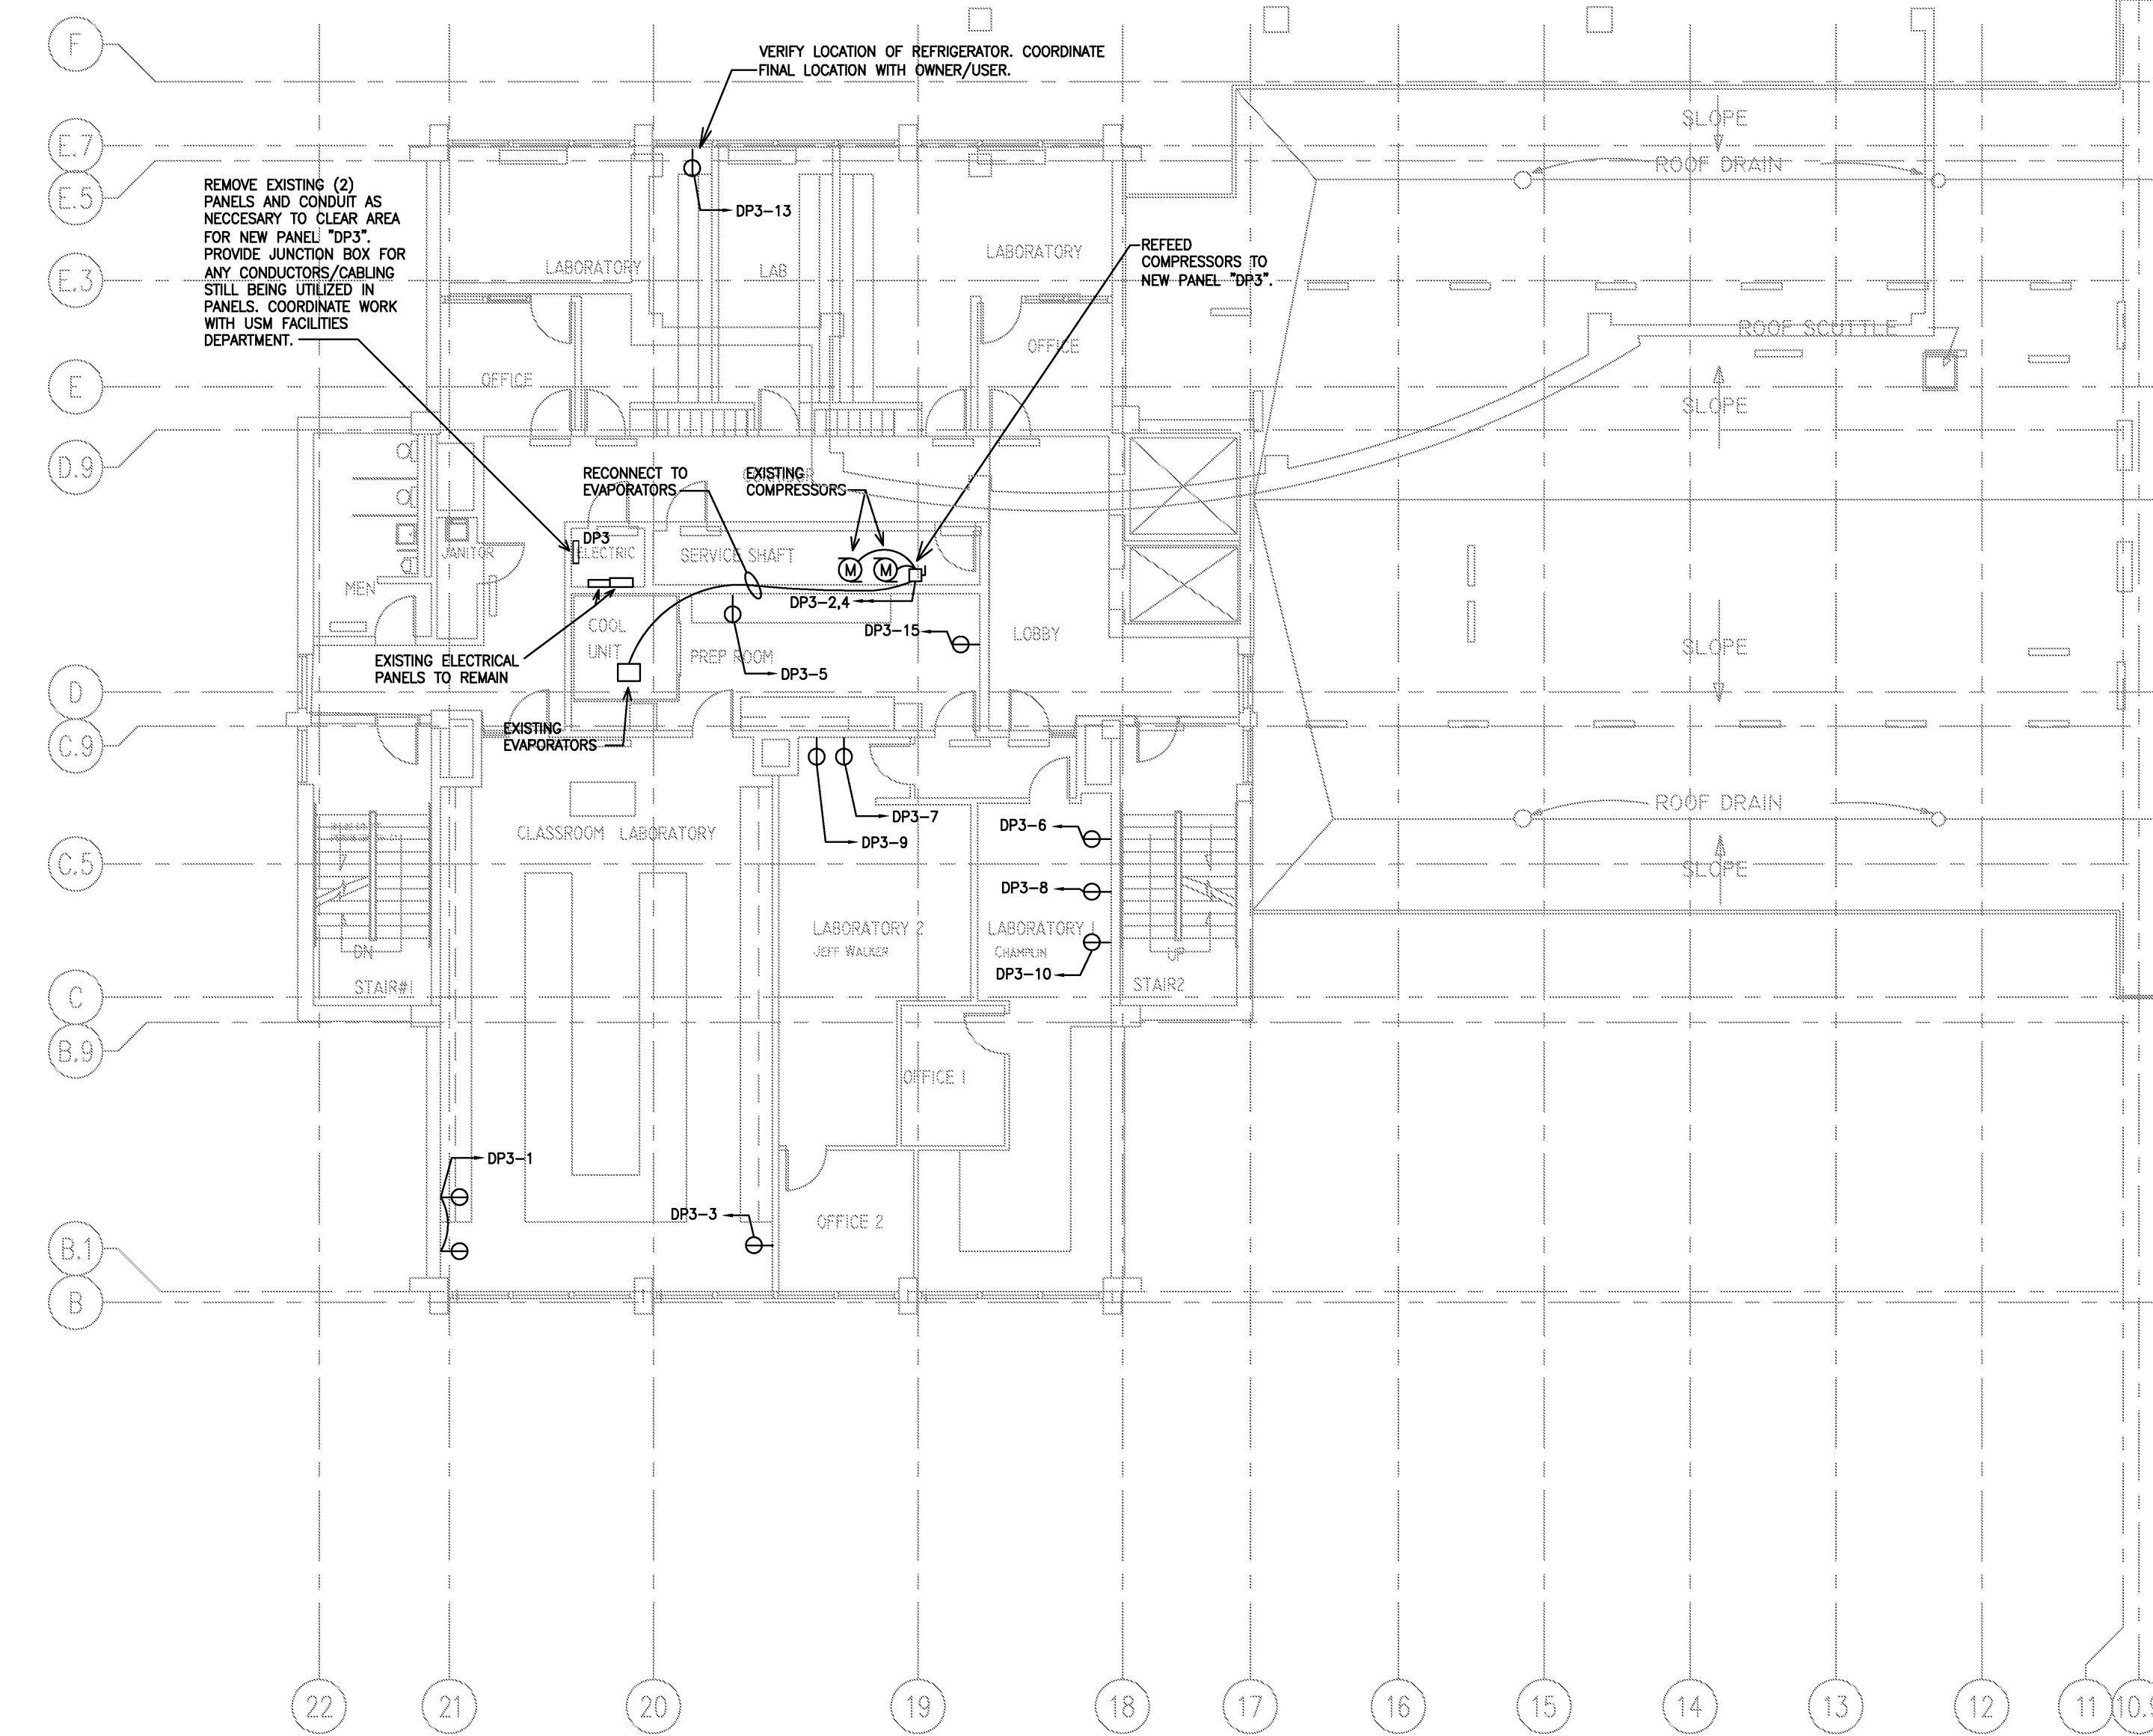 F
VERIFY LOCATION OF REFRIGERATOR. COORDINATE
FINAL LOCATION WITH OWNER/USER.
SLOPE
E.7
ROOF DRAIN
E.5
REMOVE EXISTING (2)
PANELS AND CONDUIT AS
NECCESARY TO CLEAR AREA
FOR NEW PANEL "DP3".
PROVIDE JUNCTION BOX FOR
ANY CONDUCTORS/CABLING
STILL BEING UTILIZED IN
PANELS. COORDINATE WORK
WITH USM FACILITIES
DEPARTMENT.
DP3-13
REFEED
COMPRESSORS TO
NEW PANEL "DP3".
LABORATORY
LAB
LABORATORY
E.3
ROOF SCUTTLE
OFFICE
OFFICE
E
SLOPE
D.9
RECONNECT TO
EVAPORATORS
EXISTING
COMPRESSORS
DP3
ELECTRIC
SERVICE SHAFT
JANITOR
M
M
MEN
DP3-2,4
COOL
UNIT
DP3-15
LOBBY
PREP ROOM
SLOPE
EXISTING ELECTRICAL
PANELS TO REMAIN
DP3-5
D
EXISTING
EVAPORATORS
C.9
ROOF DRAIN
DP3-7
DP3-6
CLASSROOM LABORATORY
DP3-9
C.5
SLOPE
DP3-8
LABORATORY 2
JEFF WALKER
LABORATORY 1
CHAMPLIN
DN
UP
DP3-10
STAIR#1
STAIR2
C
B.9
OFFICE 1
DP3-1
DP3-3
OFFICE 2
B.1
B
22
21
20
19
18
17
16
15
14
13
12
11